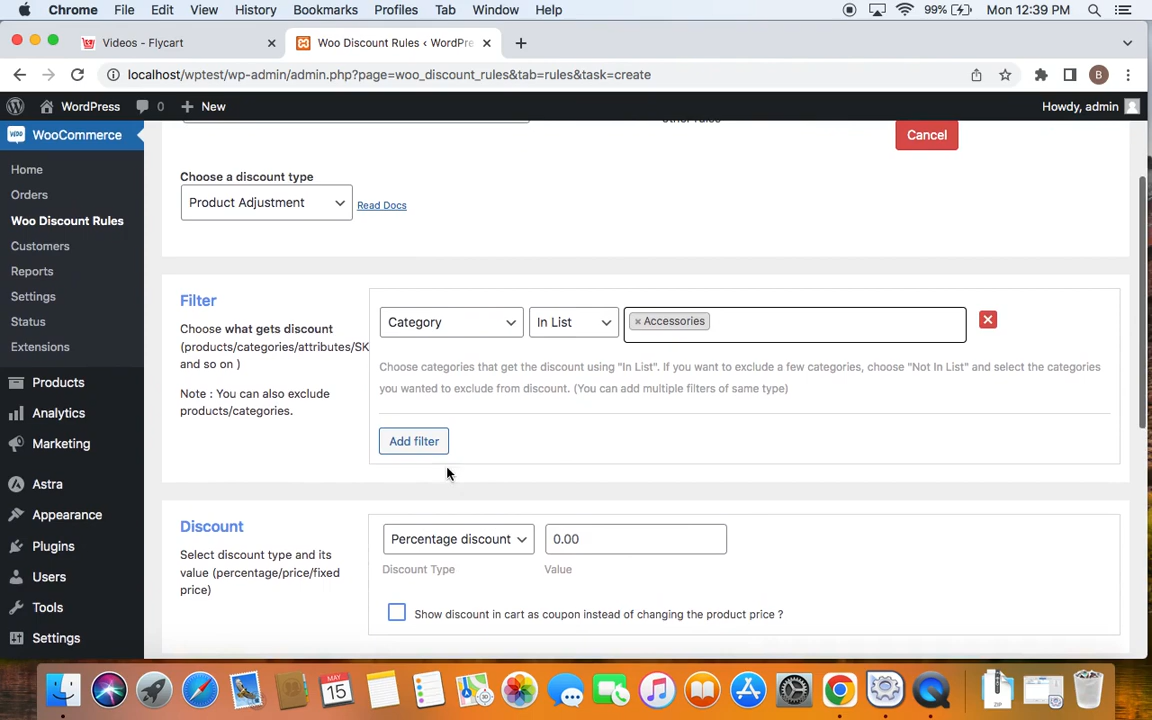 Chrome File Edit View History Bookmarks Profiles Tab Window Help 99% Mon 12:39 PM
Videos - Flycart Woo Discount Rules ‹ WordPre
localhost/wptest/wp-admin/admin.php?page=woo_discount_rules&tab=rules&task=create B
WordPress 0 New Howdy, admin
WooCommerce
Home
Orders
Woo Discount Rules
Customers
Reports
Settings
Status
Extensions
Products
Analytics
Marketing
Astra
Appearance
Plugins
Users
Tools
Settings
other rules
Cancel
Choose a discount type
Product Adjustment Read Docs
Filter
Choose what gets discount
(products/categories/attributes/SK
and so on )
Note : You can also exclude
products/categories.
Category In List × Accessories
Choose categories that get the discount using "In List". If you want to exclude a few categories, choose "Not In List" and select the categories
you wanted to exclude from discount. (You can add multiple filters of same type)
Add filter
Discount
Select discount type and its
value (percentage/price/fixed
price)
Percentage discount 0.00
Discount Type Value
Show discount in cart as coupon instead of changing the product price ?
MAY
15
ZIP